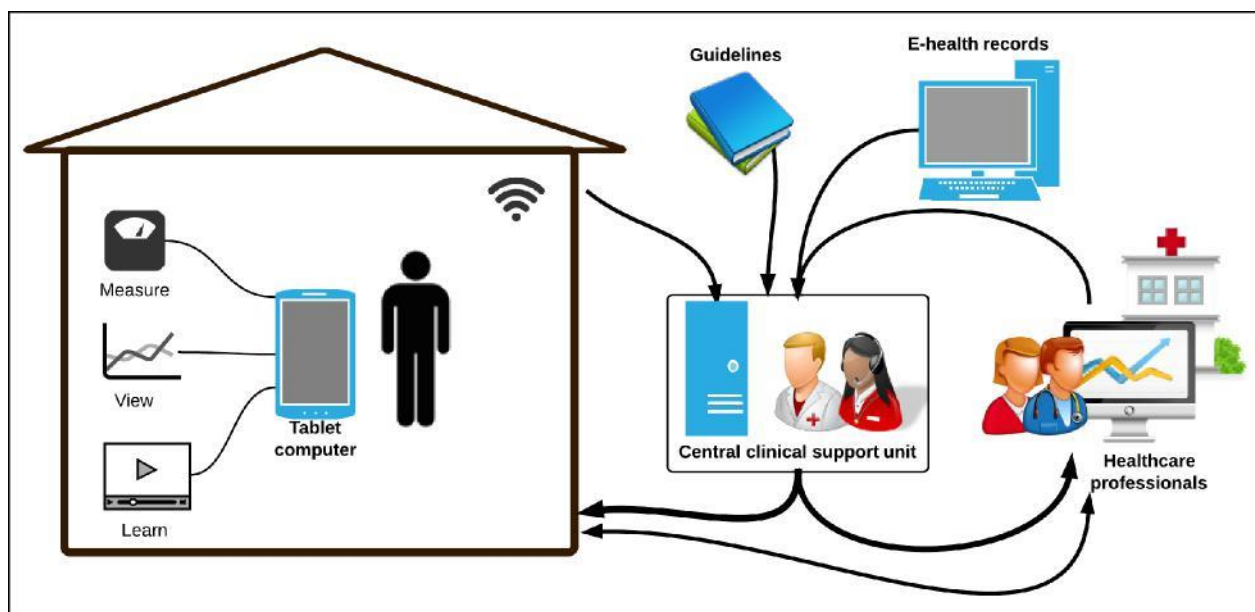 Guidelines
E-health records
Measure
View
Tablet
computer
Learn
Central clinical support unit
Healthcare
professionals